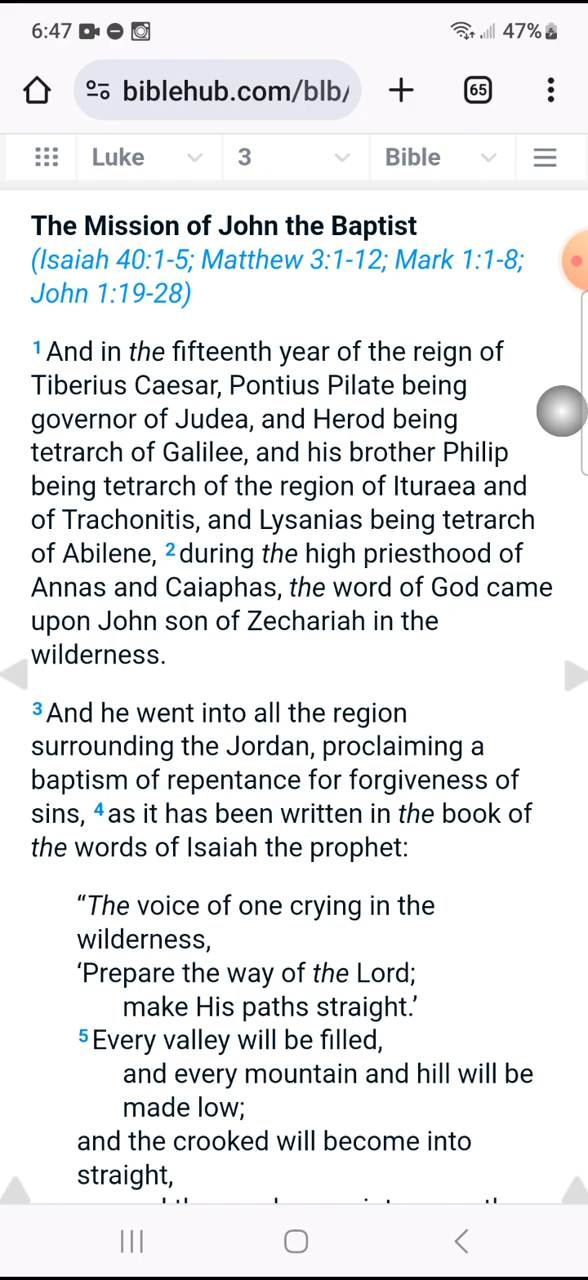 6:47 47%
biblehub.com/blb/ 65
Luke 3 Bible
The Mission of John the Baptist
(Isaiah 40:1-5; Matthew 3:1-12; Mark 1:1-8;
John 1:19-28)
1 And in the fifteenth year of the reign of
Tiberius Caesar, Pontius Pilate being
governor of Judea, and Herod being
tetrarch of Galilee, and his brother Philip
being tetrarch of the region of Ituraea and
of Trachonitis, and Lysanias being tetrarch
of Abilene, 2 during the high priesthood of
Annas and Caiaphas, the word of God came
upon John son of Zechariah in the
wilderness.
3 And he went into all the region
surrounding the Jordan, proclaiming a
baptism of repentance for forgiveness of
sins, 4 as it has been written in the book of
the words of Isaiah the prophet:
“The voice of one crying in the
wilderness,
‘Prepare the way of the Lord;
make His paths straight.’
5 Every valley will be filled,
and every mountain and hill will be
made low;
and the crooked will become into
straight,